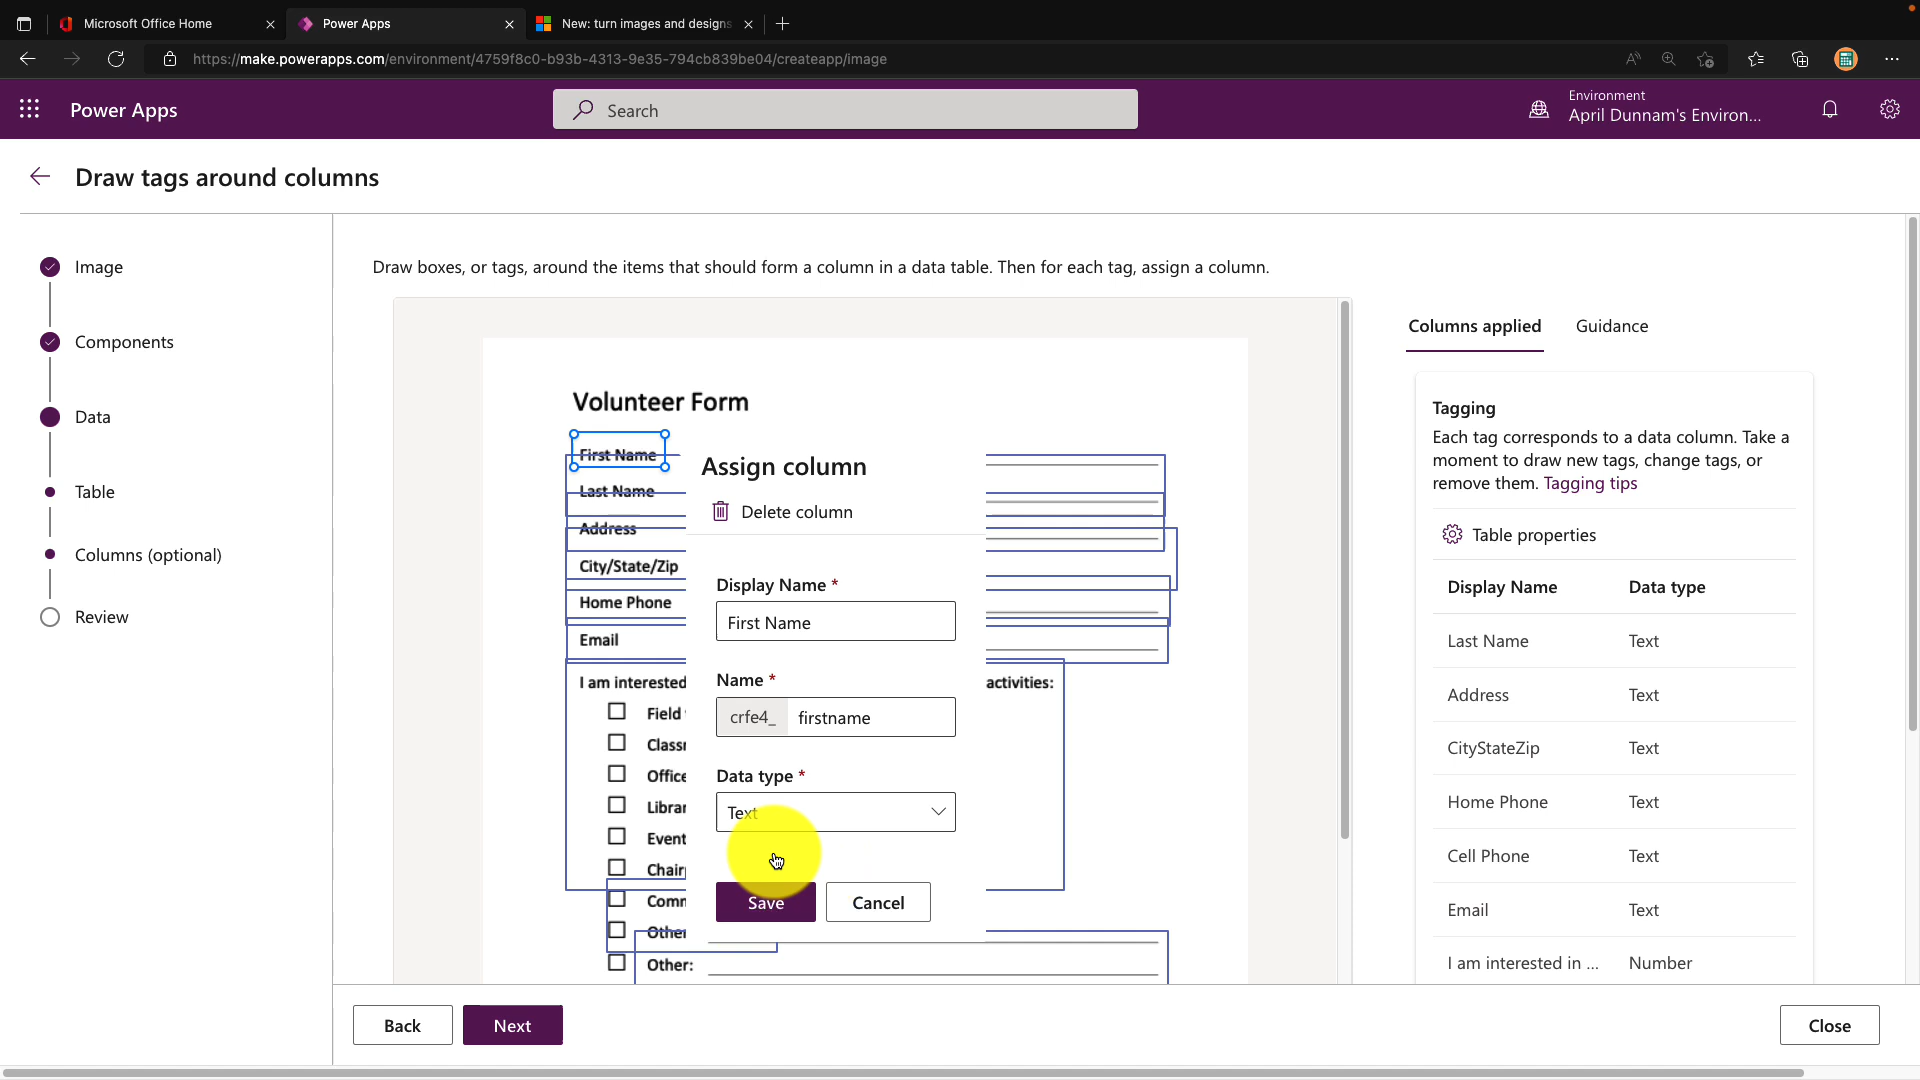 Microsoft Office Home
Power Apps
New: turn images and designs
https://make.powerapps.com/environment/4759f8c0-b93b-4313-9e35-794cb839be04/createapp/image
Power Apps
Search
Environment
April Dunnam's Environ...
Draw tags around columns
Image
Components
Data
Table
Columns (optional)
Review
Draw boxes, or tags, around the items that should form a column in a data table. Then for each tag, assign a column.
Volunteer Form
First Name
Last Name
Address
City/State/Zip
Home Phone
Email
I am interested
activities:
Field
Classr
Office
Librar
Event
Chairp
Comm
Other
Other:
Assign column
Delete column
Display Name *
First Name
Name *
crfe4_ firstname
Data type *
Text
Save
Cancel
Columns applied
Guidance
Tagging
Each tag corresponds to a data column. Take a
moment to draw new tags, change tags, or
remove them. Tagging tips
Table properties
Display Name Data type
Last Name Text
Address Text
CityStateZip Text
Home Phone Text
Cell Phone Text
Email Text
I am interested in ... Number
Back
Next
Close